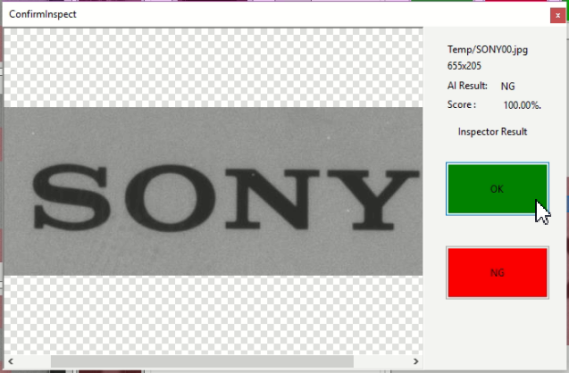 ConfirmInspect
x
Temp/SONY00.jpg
655x205
AI Result: NG
Score : 100.00%.
Inspector Result
SONY
OK
NG